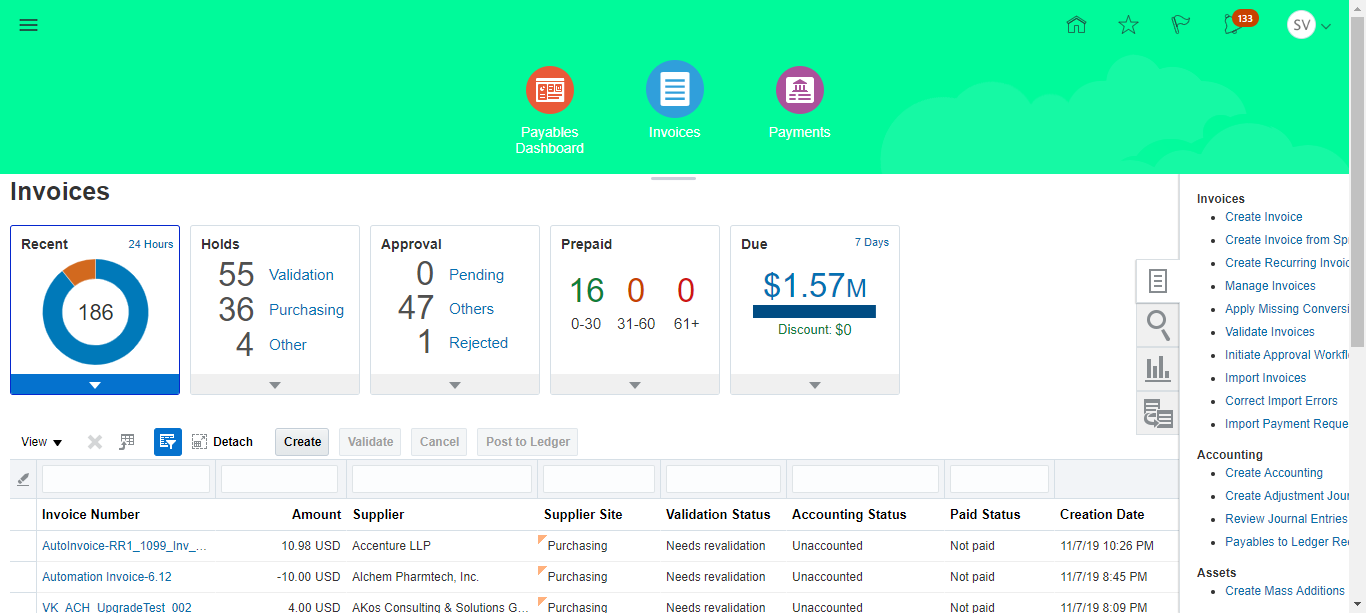 133
SV
Payables
Dashboard
Invoices
Payments
Invoices
Recent 24 Hours
186
Holds
55 Validation
36 Purchasing
4 Other
Approval
0 Pending
47 Others
1 Rejected
Prepaid
16 0 0
0-30 31-60 61+
Due 7 Days
$1.57M
Discount: $0
View Detach Create Validate Cancel Post to Ledger
Invoice Number Amount Supplier Supplier Site Validation Status Accounting Status Paid Status Creation Date
AutoInvoice-RR1_1099_Inv_... 10.98 USD Accenture LLP Purchasing Needs revalidation Unaccounted Not paid 11/7/19 10:26 PM
Automation Invoice-6.12 -10.00 USD Alchem Pharmtech, Inc. Purchasing Needs revalidation Unaccounted Not paid 11/7/19 8:45 PM
VK_ACH_UpgradeTest_002 4.00 USD AKos Consulting & Solutions G... Purchasing Needs revalidation Unaccounted Not paid 11/7/19 8:09 PM
Invoices
Create Invoice
Create Invoice from Spr
Create Recurring Invoic
Manage Invoices
Apply Missing Conversi
Validate Invoices
Initiate Approval Workfl
Import Invoices
Correct Import Errors
Import Payment Reque
Accounting
Create Accounting
Create Adjustment Jour
Review Journal Entries
Payables to Ledger Rec
Assets
Create Mass Additions